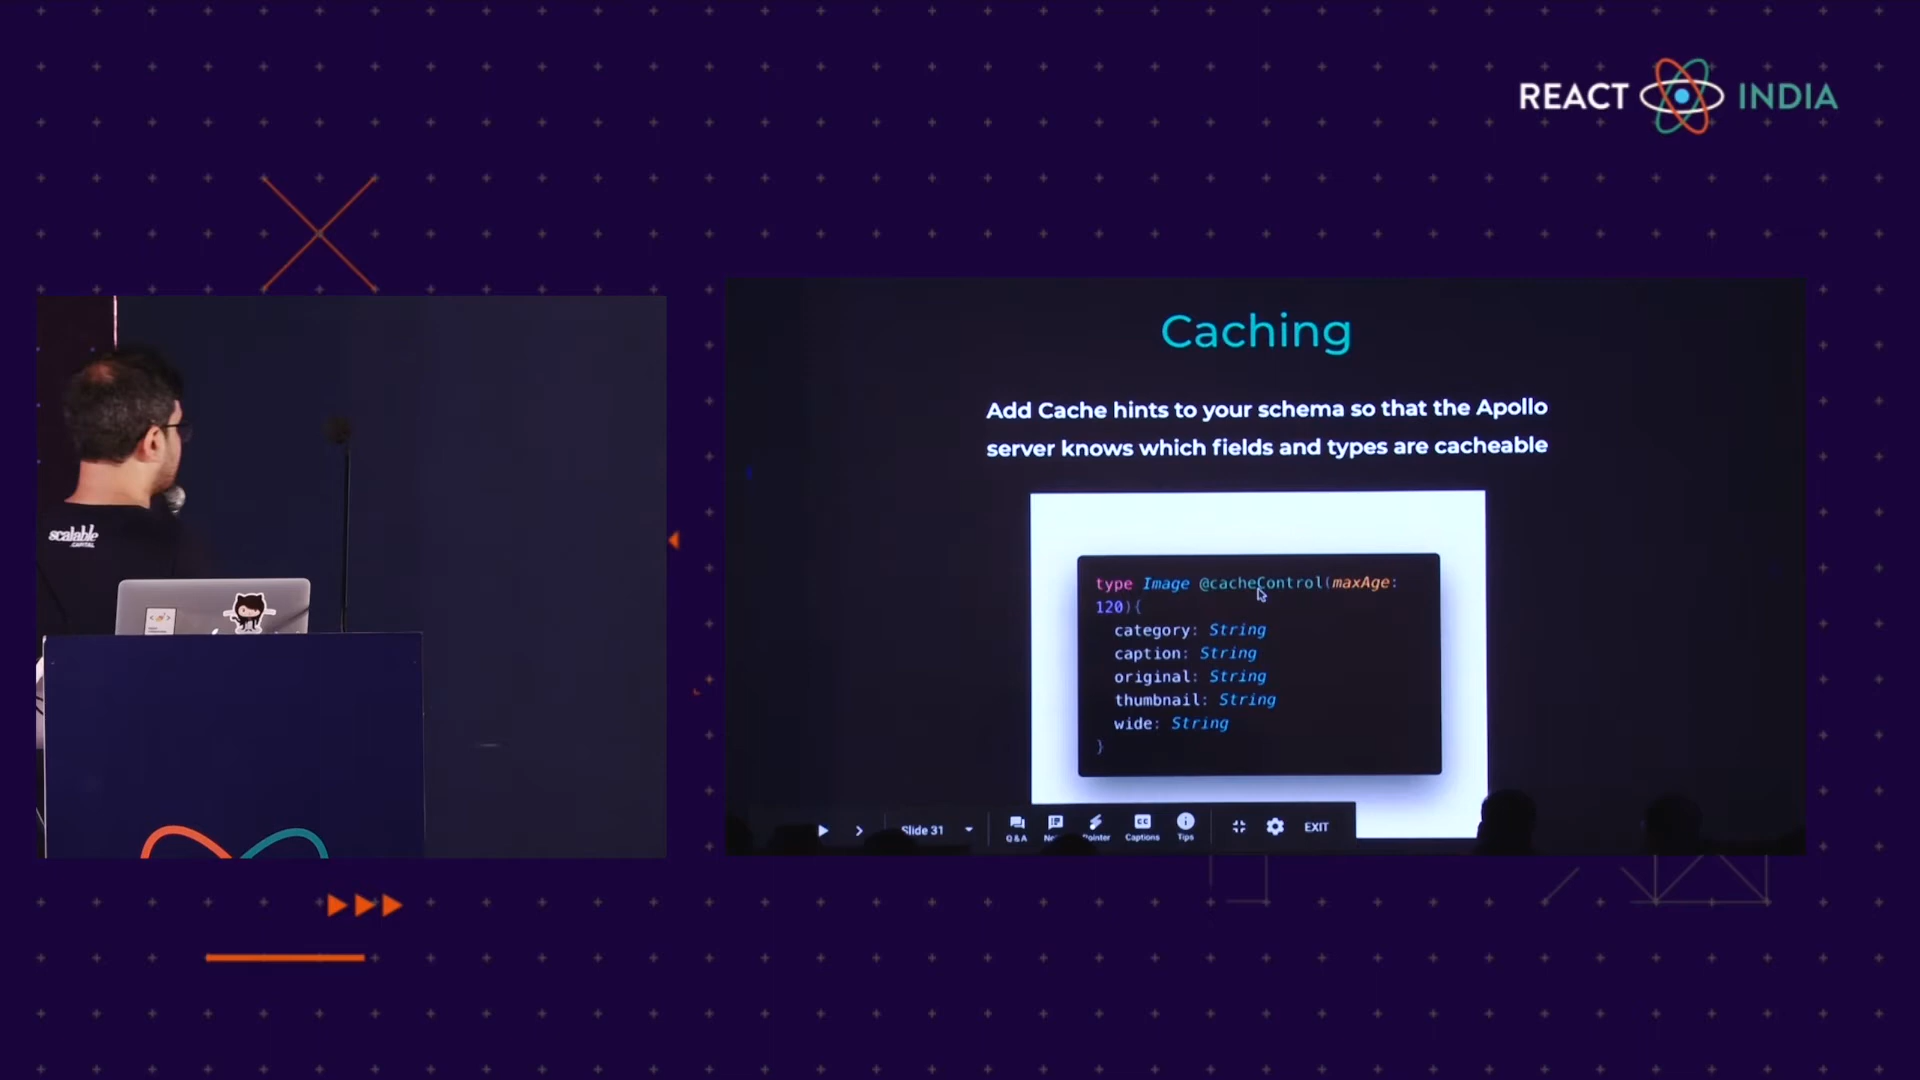 REACT INDIA
scalable
CAPITAL
Caching
Add Cache hints to your schema so that the Apollo
server knows which fields and types are cacheable
type Image @cacheControl(maxAge:
120){
category: String
caption: String
original: String
thumbnail: String
wide: String
}
Slide 31
Q&A
Captions
Tips
EXIT